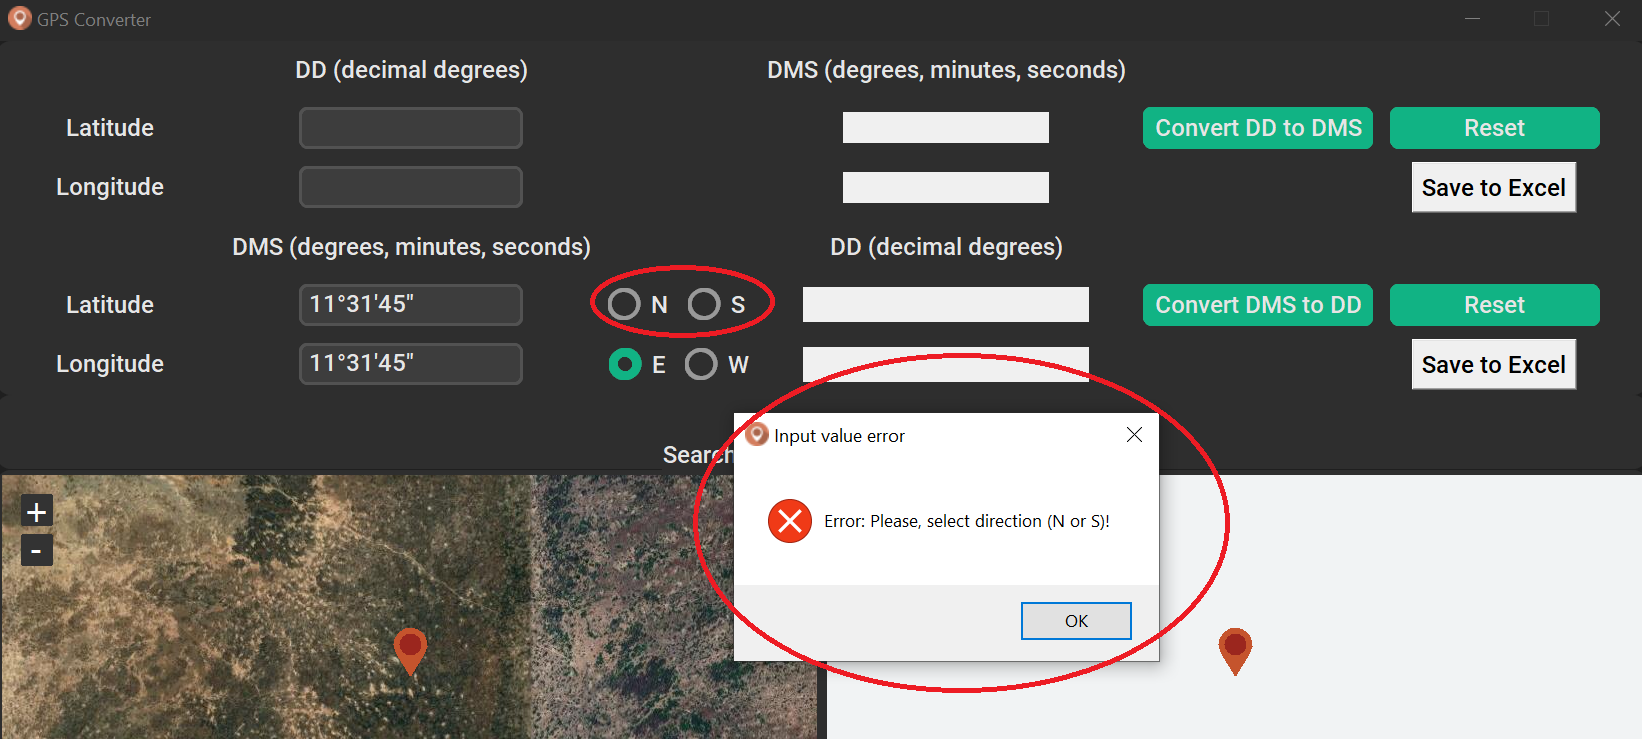 GPS Converter
DD (decimal degrees) DMS (degrees, minutes, seconds)
Latitude Convert DD to DMS Reset
Longitude Save to Excel
DMS (degrees, minutes, seconds) DD (decimal degrees)
Latitude 11°31'45" N S Convert DMS to DD Reset
Longitude 11°31'45" E W Save to Excel
Input value error
Search
+
Error: Please, select direction (N or S)!
-
OK